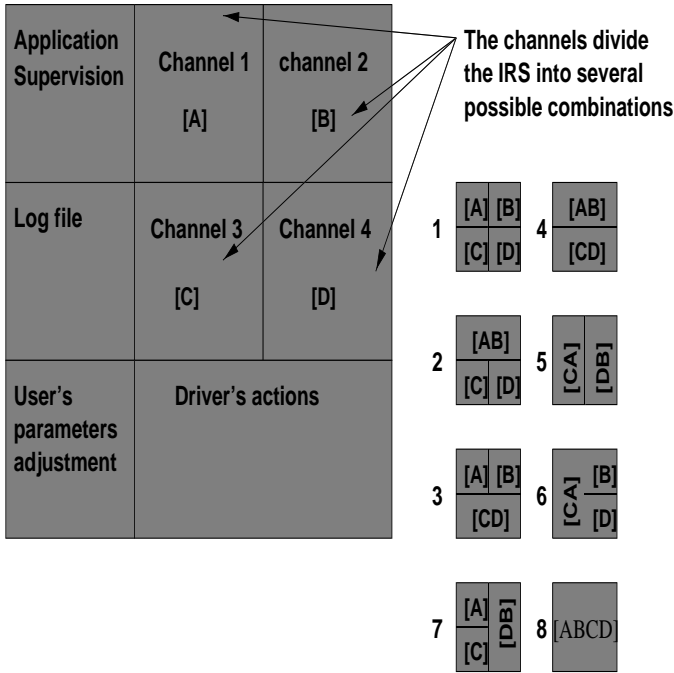 Application
Supervision
Channel 1
[A]
channel 2
[B]
The channels divide
the IRS into several
possible combinations
Log file
Channel 3
[C]
Channel 4
[D]
User's
parameters
adjustment
Driver's actions
1
[A] [B]
[C] [D]
4
[AB]
[CD]
2
[AB]
[C] [D]
5
[CA]
[DB]
3
[A] [B]
[CD]
6
[CA]
[B]
[D]
7
[A]
[C]
[DB]
8
[ABCD]